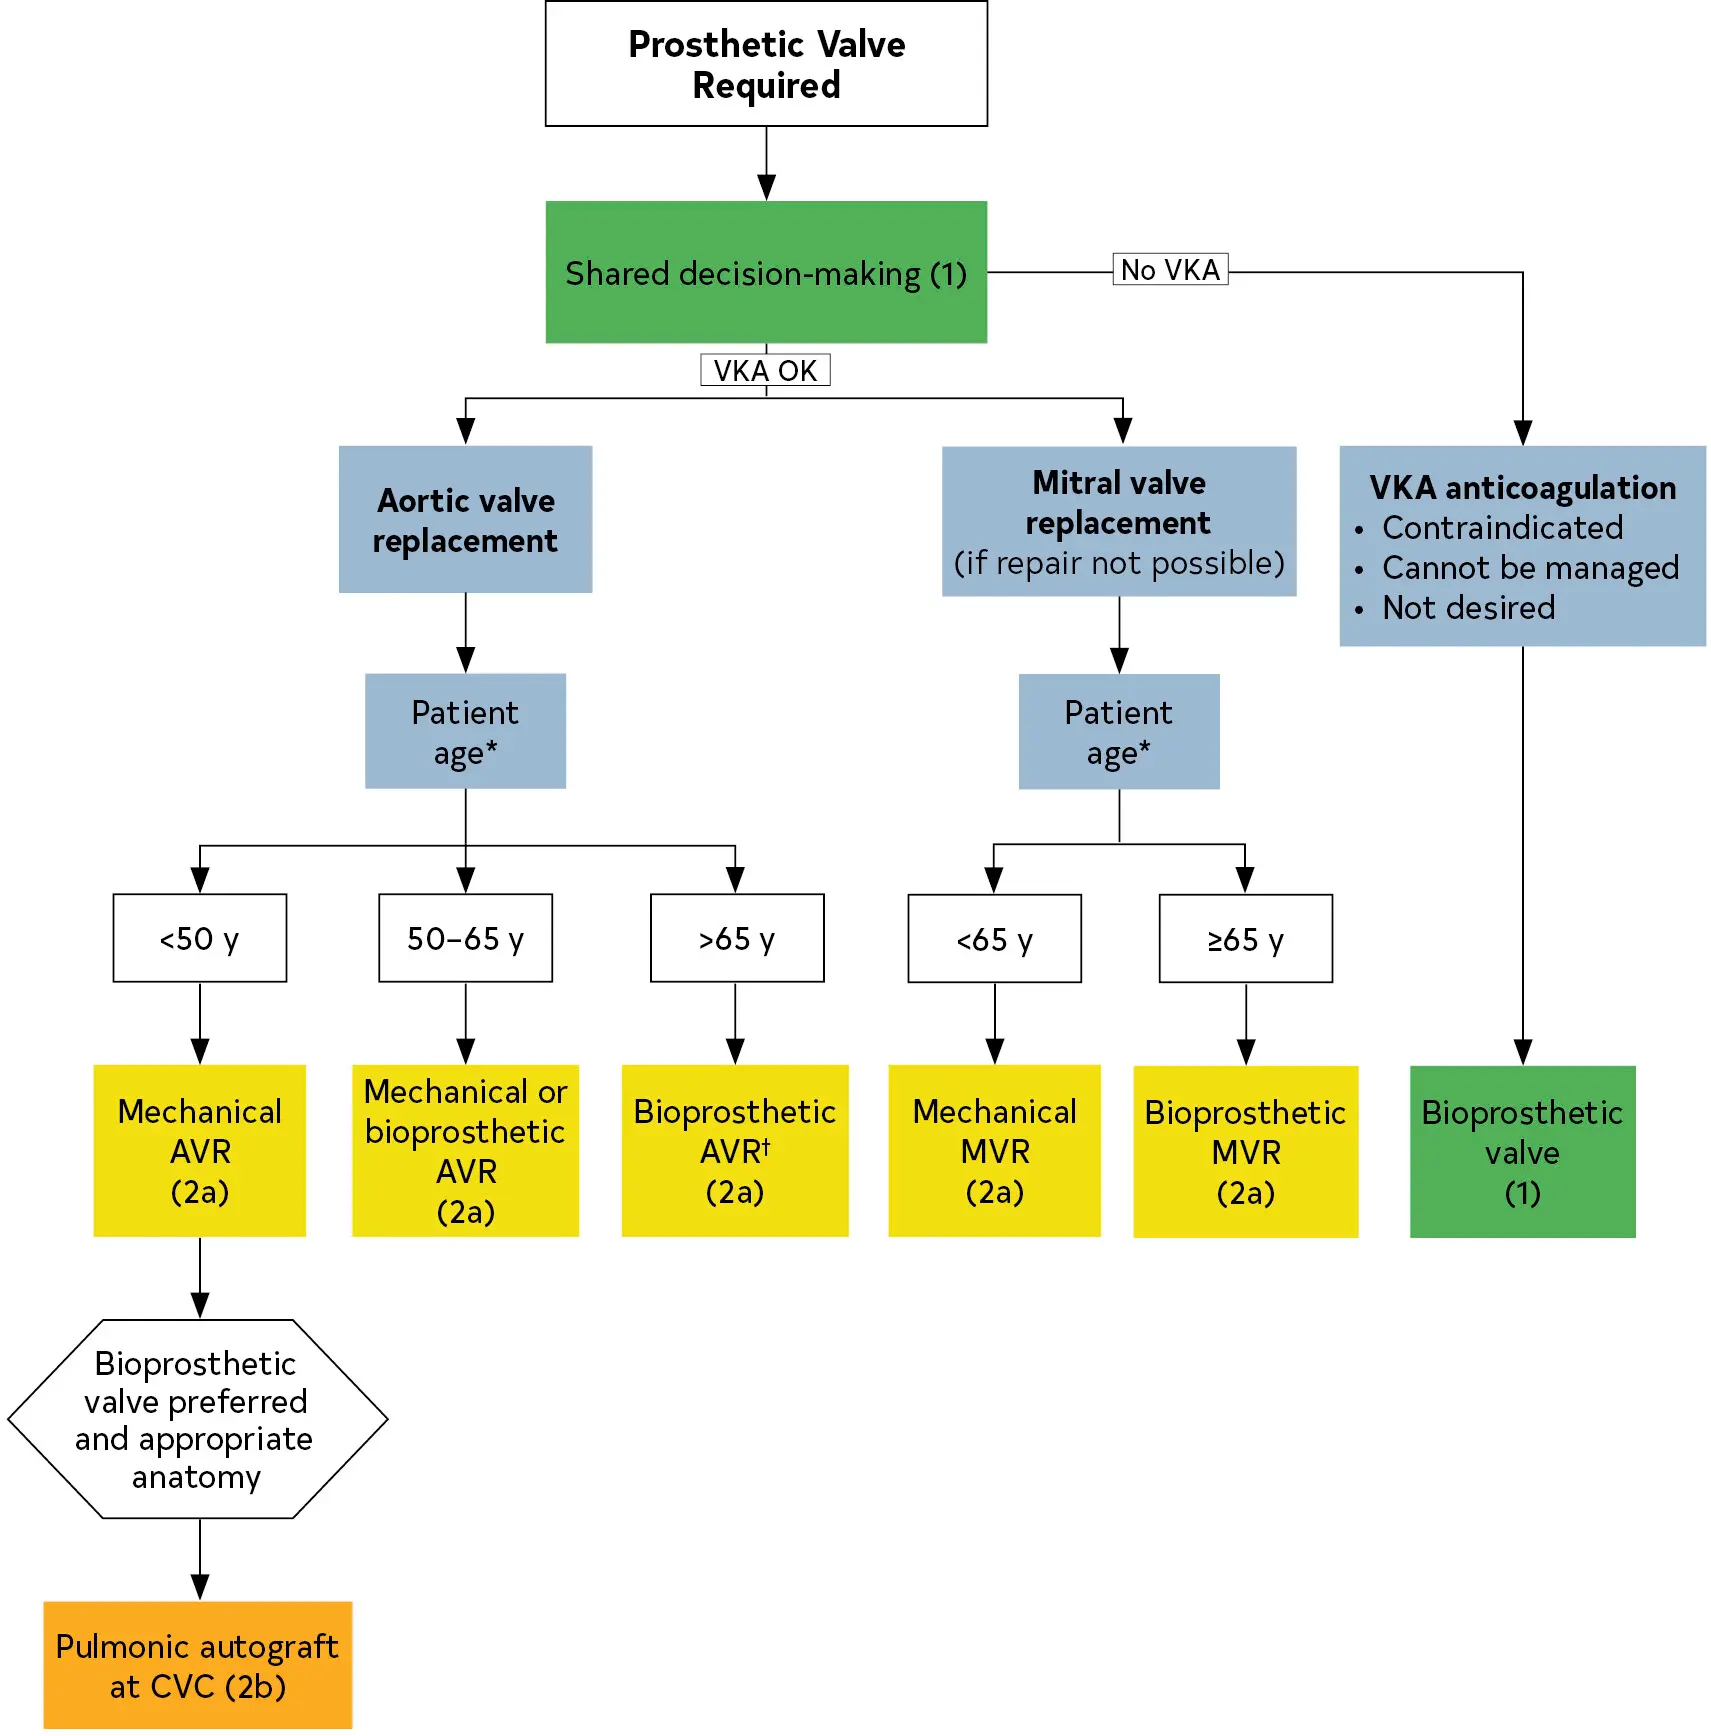 Prosthetic Valve
Required
Shared decision-making (1)
No VKA
VKA OK
Aortic valve
replacement
Mitral valve
replacement
(if repair not possible)
VKA anticoagulation
• Contraindicated
• Cannot be managed
• Not desired
Patient
age*
Patient
age*
<50 y
50–65 y
>65 y
<65 y
≥65 y
Mechanical
AVR
(2a)
Mechanical or
bioprosthetic
AVR
(2a)
Bioprosthetic
AVR†
(2a)
Mechanical
MVR
(2a)
Bioprosthetic
MVR
(2a)
Bioprosthetic
valve
(1)
Bioprosthetic
valve preferred
and appropriate
anatomy
Pulmonic autograft
at CVC (2b)